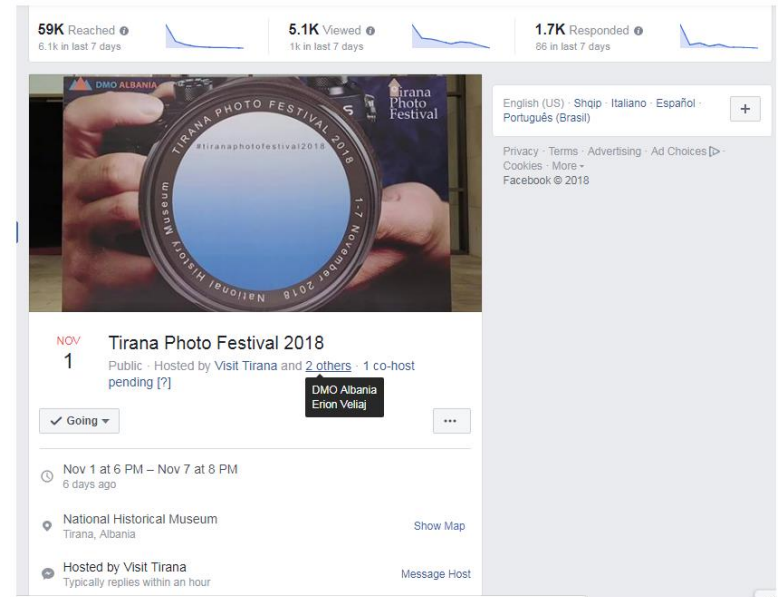 59K Reached
6.1k in last 7 days
5.1K Viewed
1k in last 7 days
1.7K Responded
86 in last 7 days
DMO ALBANIA
Tirana
Photo
Festival
TIRANA PHOTO FESTIVAL 2018
#tiranaphotofestival2018
1-7 November 2018 National History Museum
English (US) · Shqip · Italiano · Español ·
Português (Brasil)
Privacy · Terms · Advertising · Ad Choices ·
Cookies · More
Facebook © 2018
NOV
1
Tirana Photo Festival 2018
Public · Hosted by Visit Tirana and 2 others · 1 co-host
pending [?]
DMO Albania
Erion Veliaj
Going
Nov 1 at 6 PM – Nov 7 at 8 PM
6 days ago
National Historical Museum
Tirana, Albania
Show Map
Hosted by Visit Tirana
Typically replies within an hour
Message Host